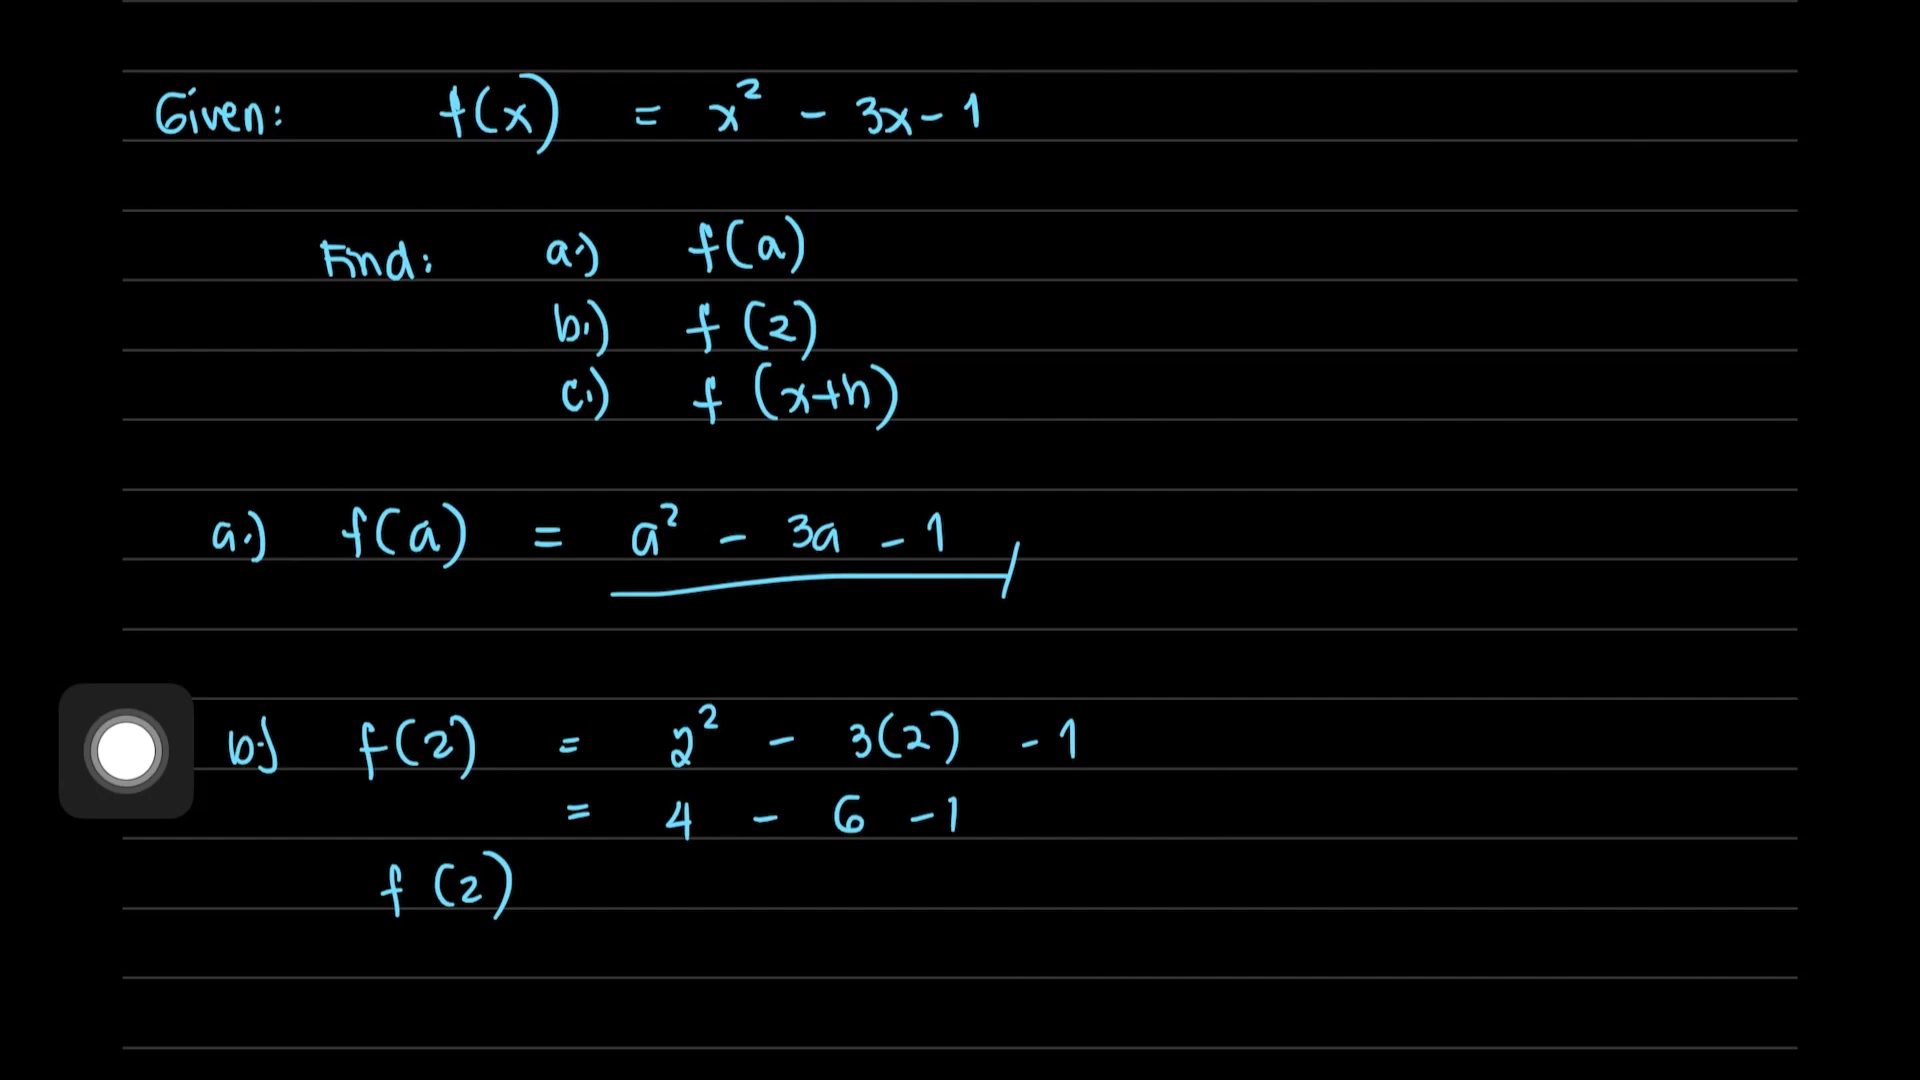 Given: f(x) = x² - 3x - 1
Find: a.) f(a)
b.) f(2)
c.) f(x+h)
a.) f(a) = a² - 3a - 1
b.) f(2) = 2² - 3(2) - 1
= 4 - 6 - 1
f(2)